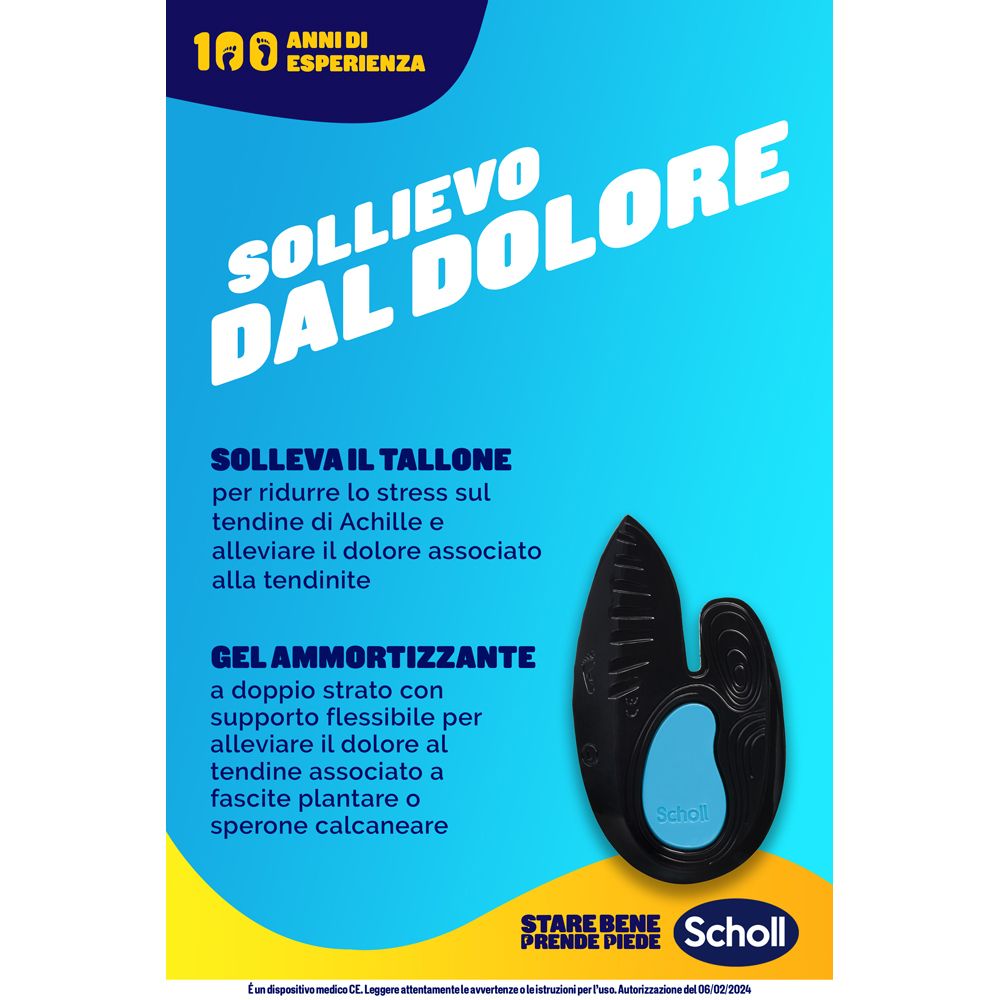 100 ANNI DI
ESPERIENZA
SOLLIEVO
DAL DOLORE
SOLLEVA IL TALLONE
per ridurre lo stress sul
tendine di Achille e
alleviare il dolore associato
alla tendinite
GEL AMMORTIZZANTE
a doppio strato con
supporto flessibile per
alleviare il dolore al
tendine associato a
fascite plantare o
sperone calcaneare
CE
Scholl
STARE BENE
PRENDE PIEDE
Scholl
É un dispositivo medico CE. Leggere attentamente le avvertenze o le istruzioni per l'uso. Autorizzazione del 06/02/2024